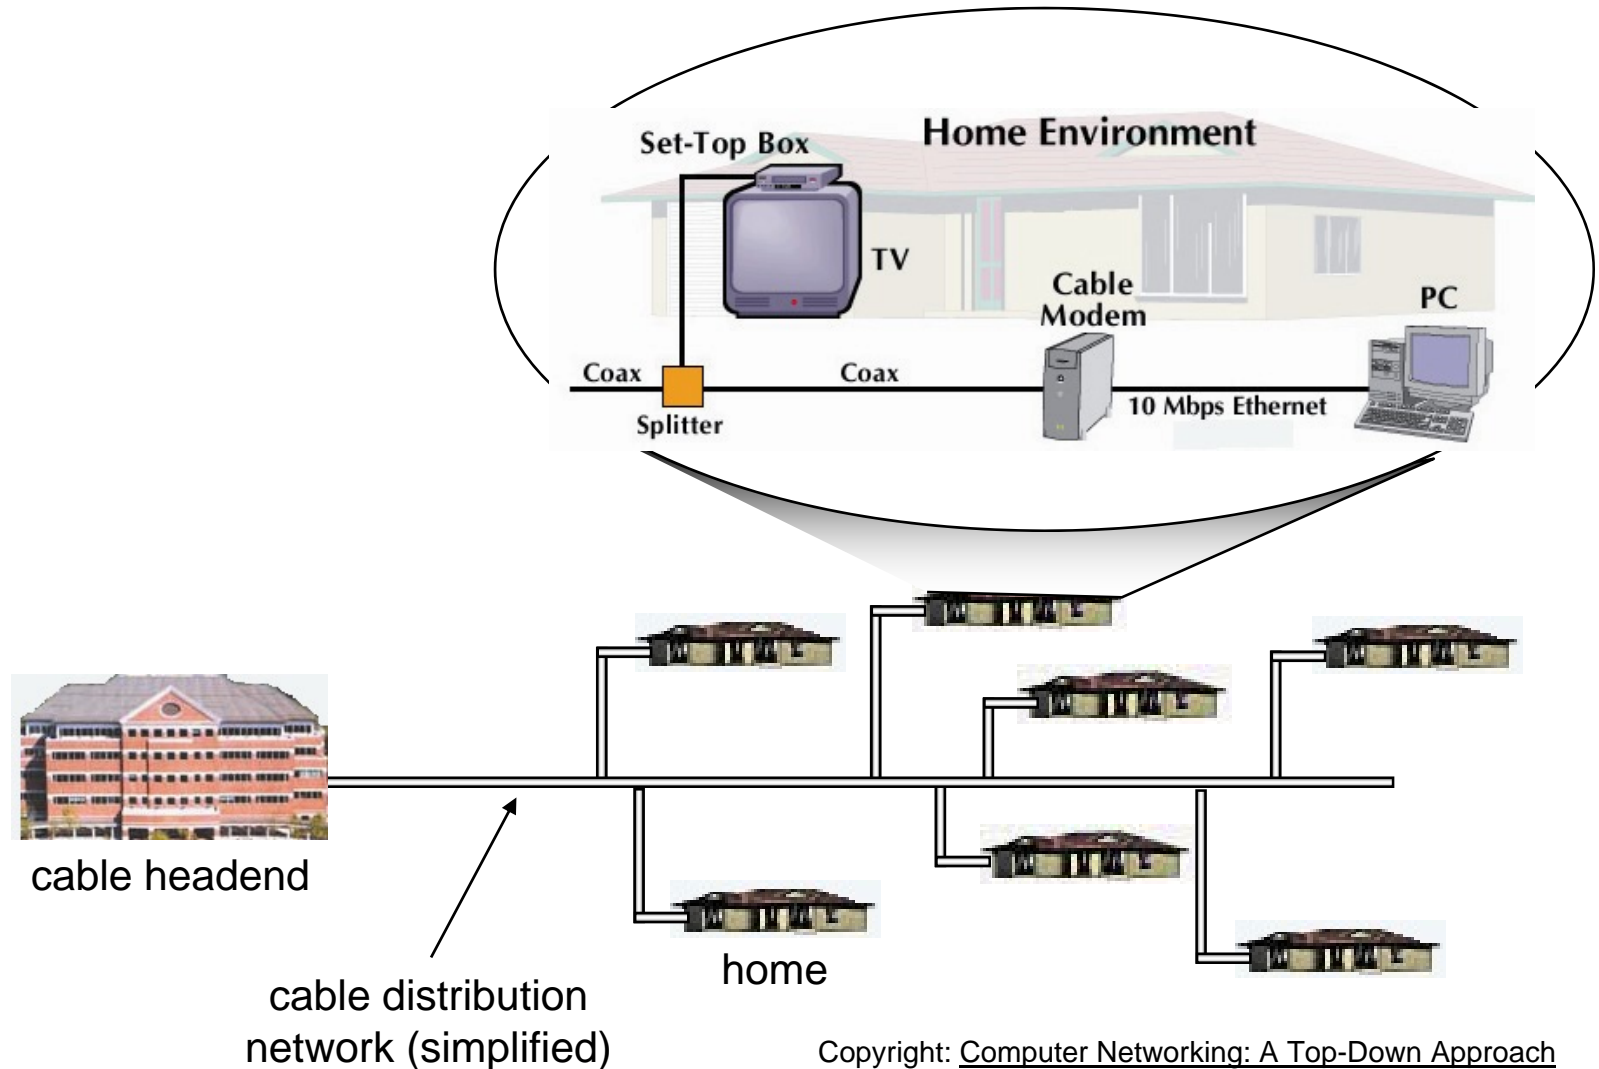 Home Environment
Set-Top Box
TV
Cable
Modem
PC
Coax
Coax
10 Mbps Ethernet
Splitter
cable headend
home
cable distribution
network (simplified)
Copyright: Computer Networking: A Top-Down Approach